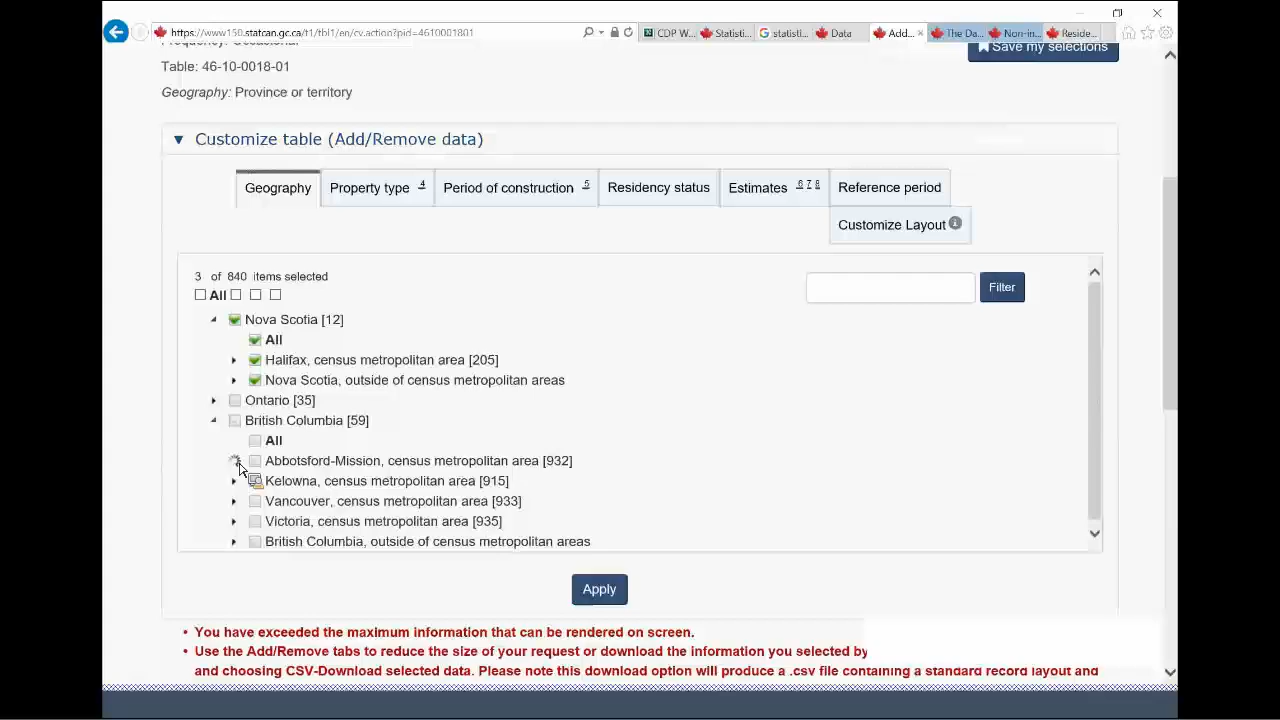 https://www150.statcan.gc.ca/t1/tbl1/en/cv.action?pid=4610001801
CDP W...
Statisti...
statisti...
Data
Add...
The Da...
Non-in...
Reside...
Save my selections
Table: 46-10-0018-01
Geography: Province or territory
Customize table (Add/Remove data)
Geography
Property type 4
Period of construction 5
Residency status
Estimates 6 7 8
Reference period
Customize Layout
3 of 840 items selected
Filter
All
Nova Scotia [12]
All
Halifax, census metropolitan area [205]
Nova Scotia, outside of census metropolitan areas
Ontario [35]
British Columbia [59]
All
Abbotsford-Mission, census metropolitan area [932]
Kelowna, census metropolitan area [915]
Vancouver, census metropolitan area [933]
Victoria, census metropolitan area [935]
British Columbia, outside of census metropolitan areas
Apply
• You have exceeded the maximum information that can be rendered on screen.
• Use the Add/Remove tabs to reduce the size of your request or download the information you selected by
and choosing CSV-Download selected data. Please note this download option will produce a .csv file containing a standard record layout and